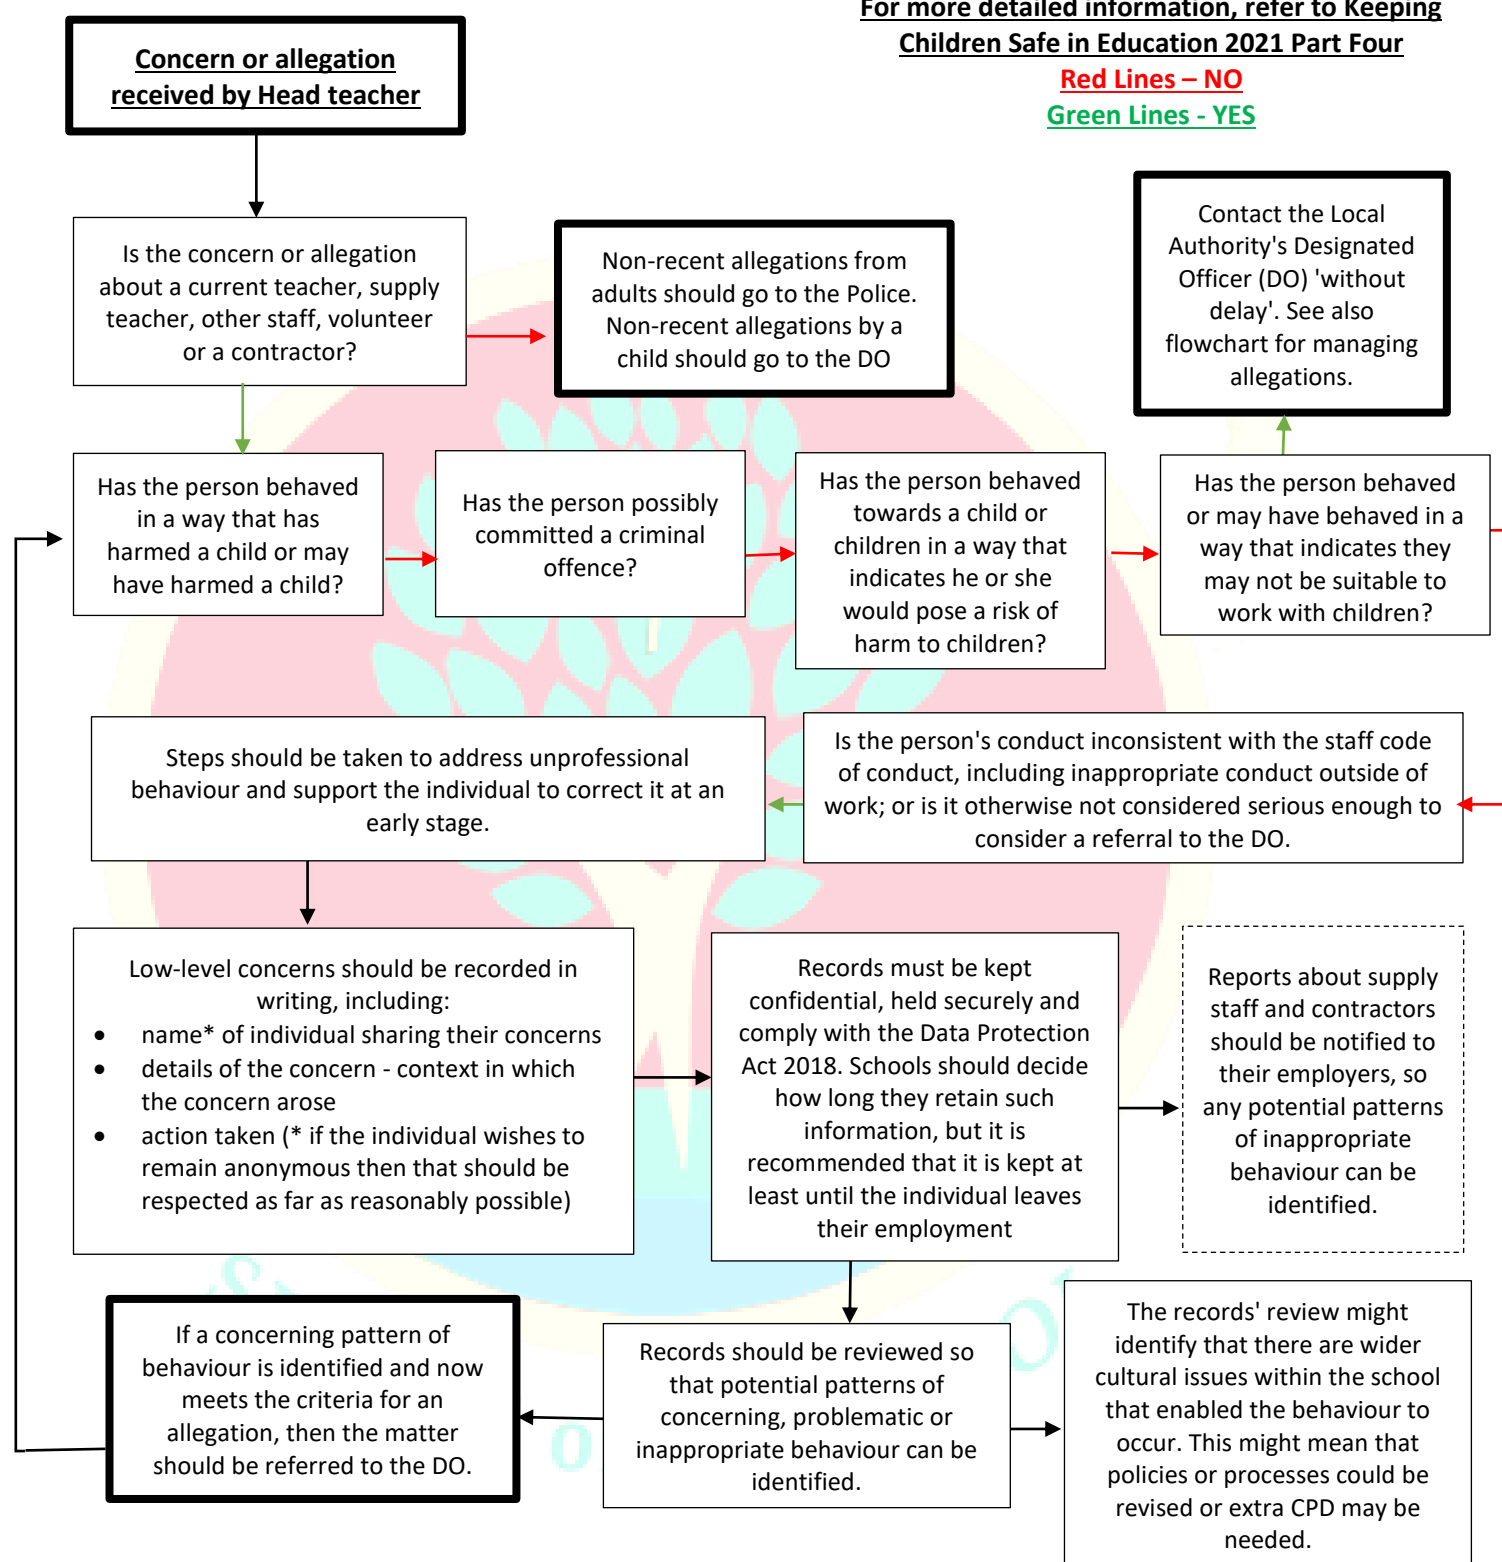 For more detailed information, refer to Keeping
Children Safe in Education 2021 Part Four
Red Lines – NO
Green Lines - YES
Concern or allegation
received by Head teacher
Is the concern or allegation
about a current teacher, supply
teacher, other staff, volunteer
or a contractor?
Non-recent allegations from
adults should go to the Police.
Non-recent allegations by a
child should go to the DO
Contact the Local
Authority's Designated
Officer (DO) 'without
delay'. See also
flowchart for managing
allegations.
Has the person behaved
in a way that has
harmed a child or may
have harmed a child?
Has the person possibly
committed a criminal
offence?
Has the person behaved
towards a child or
children in a way that
indicates he or she
would pose a risk of
harm to children?
Has the person behaved
or may have behaved in a
way that indicates they
may not be suitable to
work with children?
Is the person's conduct inconsistent with the staff code
of conduct, including inappropriate conduct outside of
work; or is it otherwise not considered serious enough to
consider a referral to the DO.
Steps should be taken to address unprofessional
behaviour and support the individual to correct it at an
early stage.
Low-level concerns should be recorded in
writing, including:
• name* of individual sharing their concerns
• details of the concern - context in which
the concern arose
• action taken (* if the individual wishes to
remain anonymous then that should be
respected as far as reasonably possible)
Records must be kept
confidential, held securely and
comply with the Data Protection
Act 2018. Schools should decide
how long they retain such
information, but it is
recommended that it is kept at
least until the individual leaves
their employment
Reports about supply
staff and contractors
should be notified to
their employers, so
any potential patterns
of inappropriate
behaviour can be
identified.
If a concerning pattern of
behaviour is identified and now
meets the criteria for an
allegation, then the matter
should be referred to the DO.
Records should be reviewed so
that potential patterns of
concerning, problematic or
inappropriate behaviour can be
identified.
The records' review might
identify that there are wider
cultural issues within the school
that enabled the behaviour to
occur. This might mean that
policies or processes could be
revised or extra CPD may be
needed.